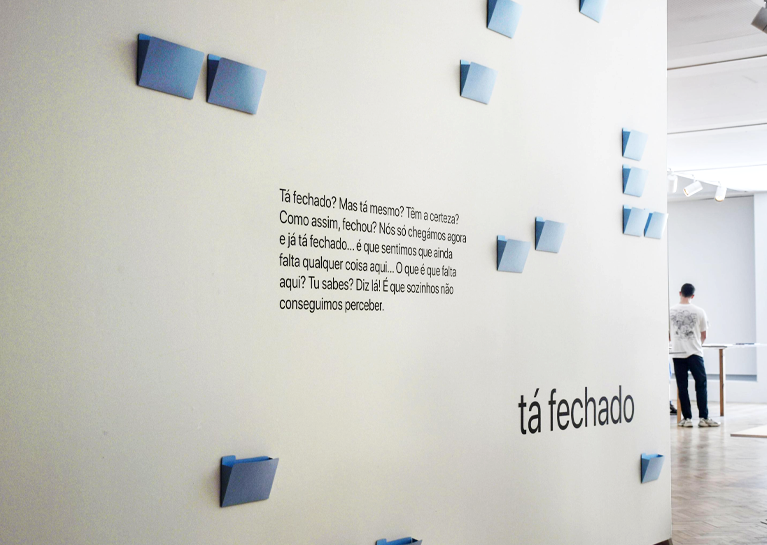 Tá fechado? Mas tá mesmo? Têm a certeza?
Como assim, fechou? Nós só chegámos agora
e já tá fechado... é que sentimos que ainda
falta qualquer coisa aqui... O que é que falta
aqui? Tu sabes? Diz lá! É que sozinhos não
conseguimos perceber.
tá fechado